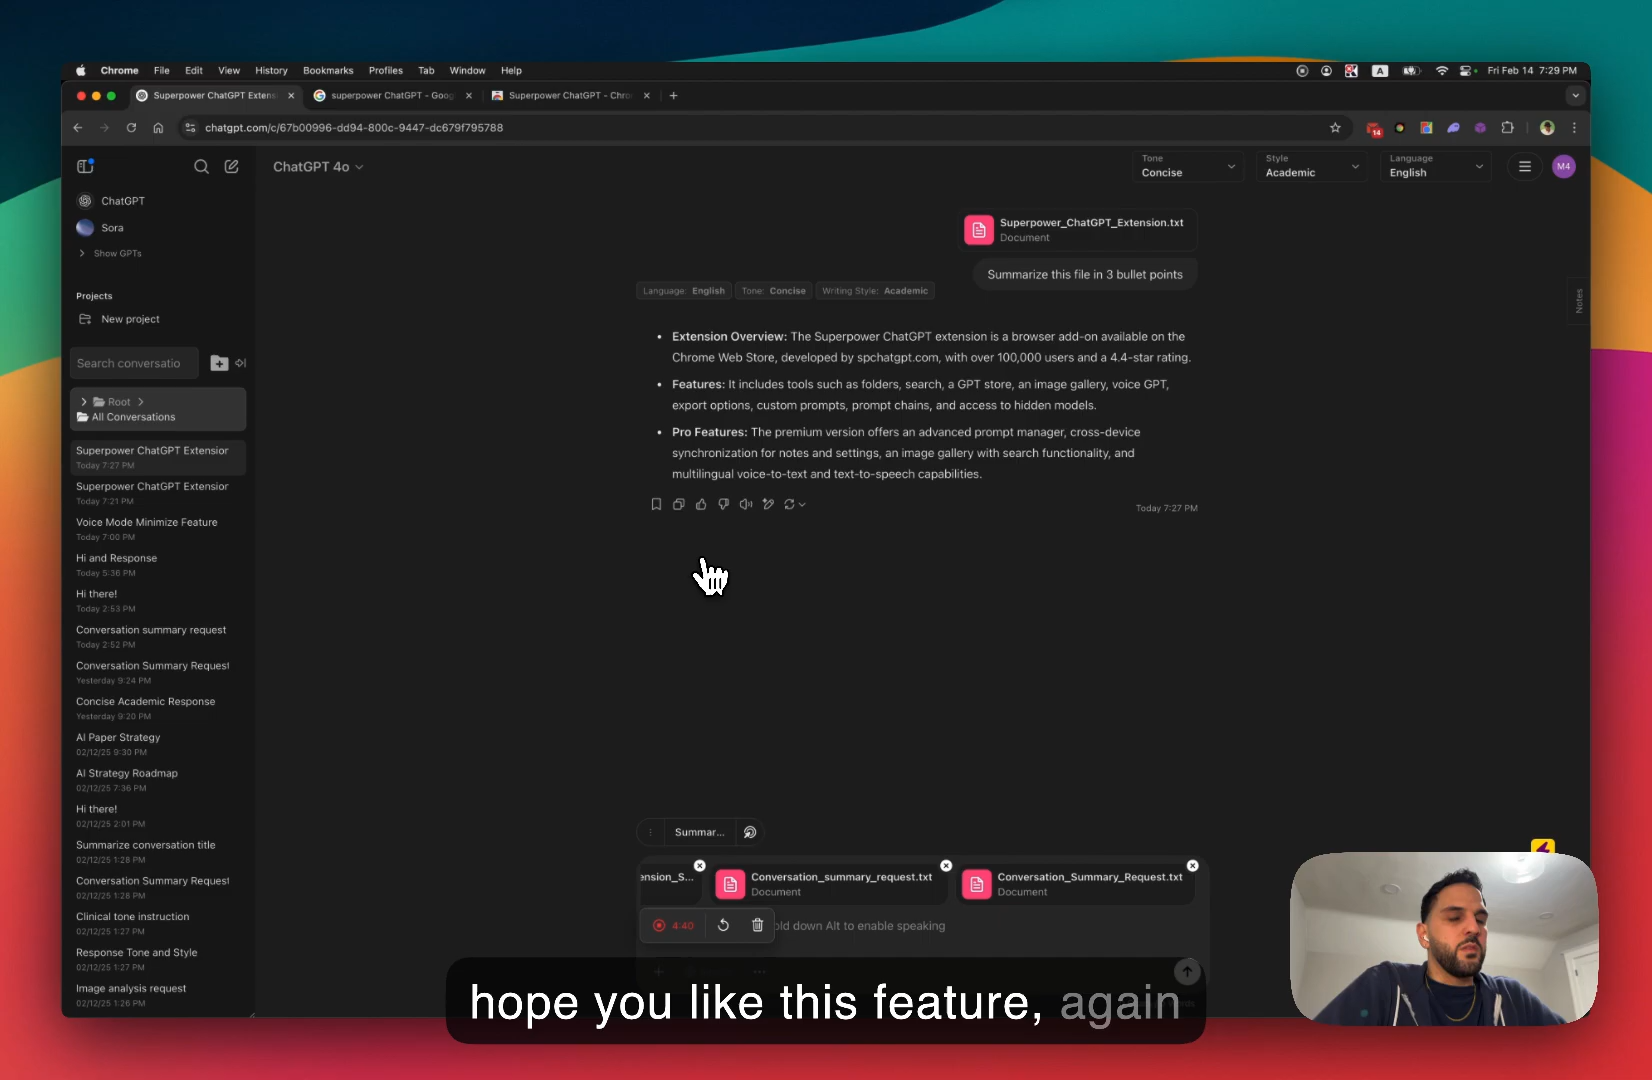 Chrome File Edit View History Bookmarks Profiles Tab Window Help
A
Fri Feb 14 7:29 PM
Superpower ChatGPT Extens
superpower ChatGPT - Goog
Superpower ChatGPT - Chro
chatgpt.com/c/67b00996-dd94-800c-9447-dc679f795788
14
ChatGPT
Sora
Show GPTs
Projects
New project
Search conversatio
Root
All Conversations
Superpower ChatGPT Extension
Today 7:27 PM
Superpower ChatGPT Extension
Today 7:21 PM
Voice Mode Minimize Feature
Today 7:00 PM
Hi and Response
Today 5:36 PM
Hi there!
Today 2:53 PM
Conversation summary request
Today 2:52 PM
Conversation Summary Request
Yesterday 9:24 PM
Concise Academic Response
Yesterday 9:20 PM
AI Paper Strategy
02/12/25 9:30 PM
AI Strategy Roadmap
02/12/25 7:36 PM
Hi there!
02/12/25 2:01 PM
Summarize conversation title
02/12/25 1:28 PM
Conversation Summary Request
02/12/25 1:28 PM
Clinical tone instruction
02/12/25 1:27 PM
Response Tone and Style
02/12/25 1:27 PM
Image analysis request
02/12/25 1:26 PM
ChatGPT 4o
Tone
Concise
Style
Academic
Language
English
M4
Superpower_ChatGPT_Extension.txt
Document
Summarize this file in 3 bullet points
Language: English
Tone: Concise
Writing Style: Academic
Notes
• Extension Overview: The Superpower ChatGPT extension is a browser add-on available on the
Chrome Web Store, developed by spchatgpt.com, with over 100,000 users and a 4.4-star rating.
• Features: It includes tools such as folders, search, a GPT store, an image gallery, voice GPT,
export options, custom prompts, prompt chains, and access to hidden models.
• Pro Features: The premium version offers an advanced prompt manager, cross-device
synchronization for notes and settings, an image gallery with search functionality, and
multilingual voice-to-text and text-to-speech capabilities.
Today 7:27 PM
Summar...
ension_S...
Conversation_summary_request.txt
Document
Conversation_Summary_Request.txt
Document
4:40
old down Alt to enable speaking
hope you like this feature, again